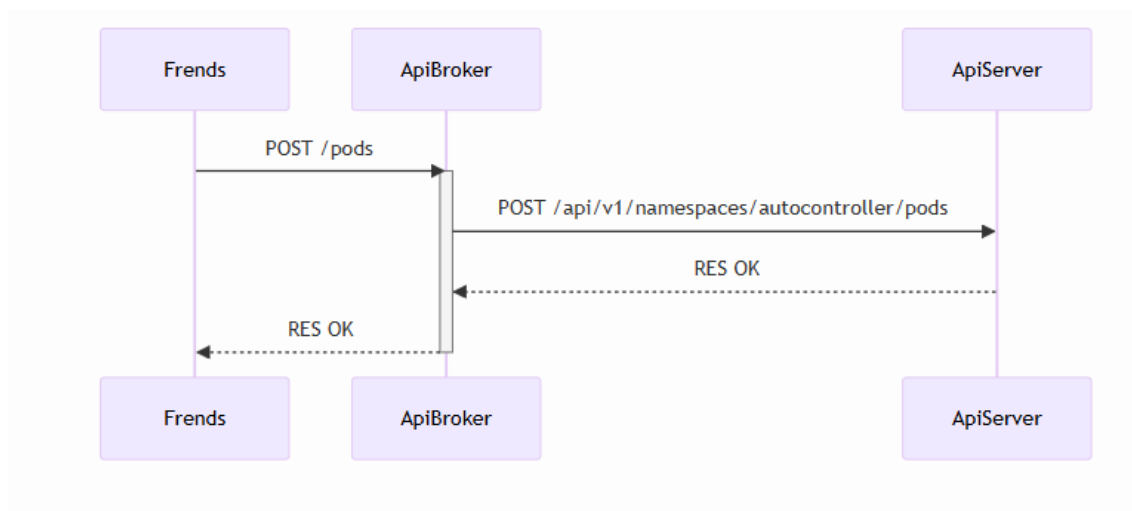 Frends
ApiBroker
ApiServer
POST /pods
POST /api/v1/namespaces/autocontroller/pods
RES OK
RES OK
Frends
ApiBroker
ApiServer